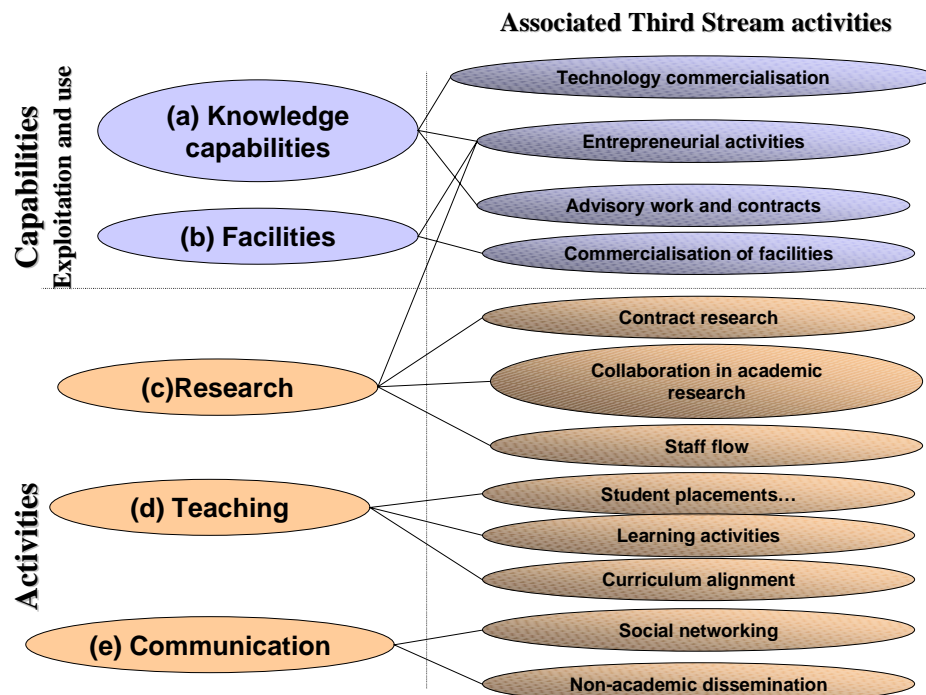 Associated Third Stream activities
Capabilities
Exploitation and use
(a) Knowledge
capabilities
(b) Facilities
Technology commercialisation
Entrepreneurial activities
Advisory work and contracts
Commercialisation of facilities
Activities
(c)Research
(d) Teaching
(e) Communication
Contract research
Collaboration in academic
research
Staff flow
Student placements…
Learning activities
Curriculum alignment
Social networking
Non-academic dissemination